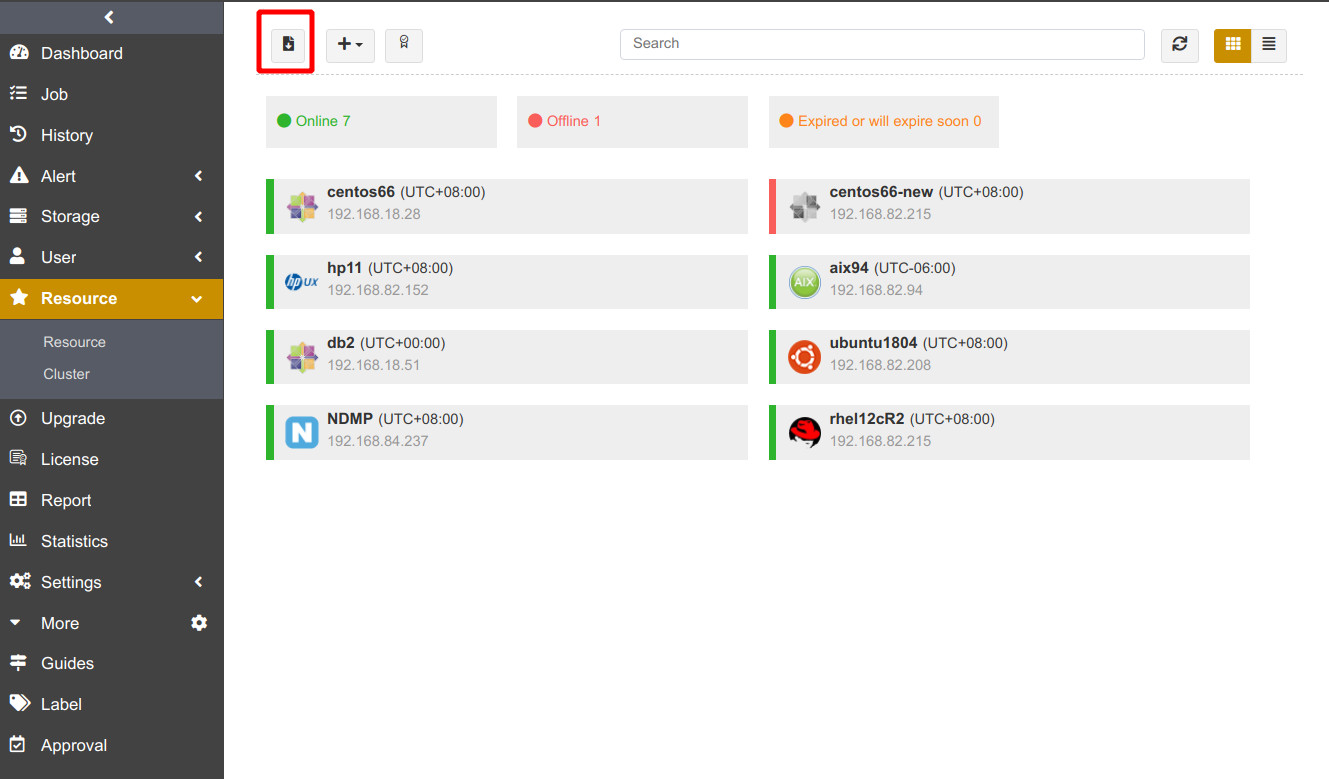 Dashboard
Job
History
Alert
Storage
User
Resource
Resource
Cluster
Upgrade
License
Report
Statistics
Settings
More
Guides
Label
Approval
Search
Online 7
Offline 1
Expired or will expire soon 0
centos66 (UTC+08:00)
192.168.18.28
centos66-new (UTC+08:00)
192.168.82.215
hp UX
hp11 (UTC+08:00)
192.168.82.152
AIX
aix94 (UTC-06:00)
192.168.82.94
db2 (UTC+00:00)
192.168.18.51
ubuntu1804 (UTC+08:00)
192.168.82.208
N
NDMP (UTC+08:00)
192.168.84.237
rhel12cR2 (UTC+08:00)
192.168.82.215